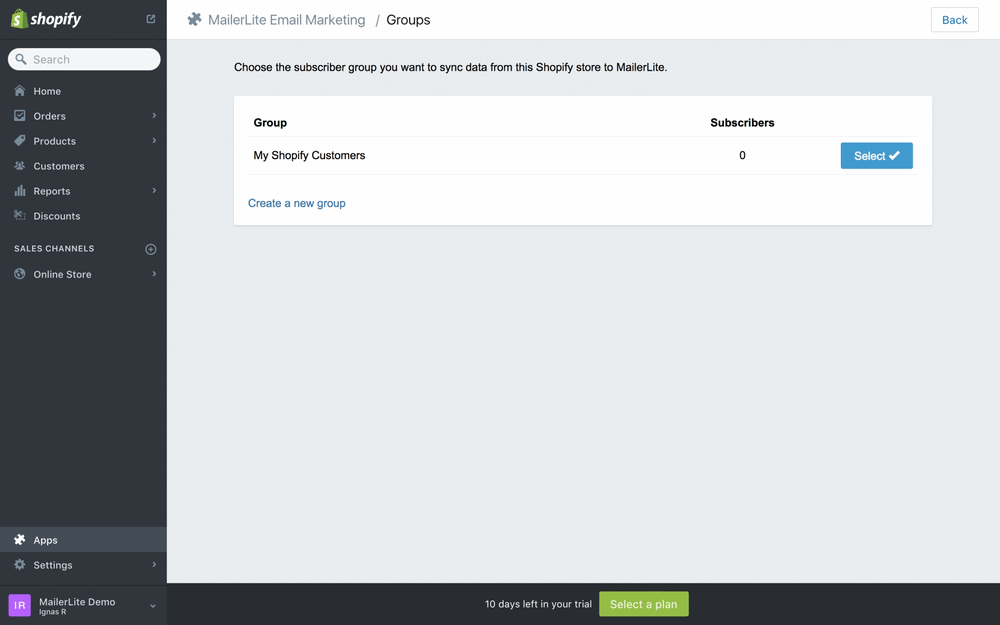 shopify
Search
Home
Orders
Products
Customers
Reports
Discounts
SALES CHANNELS
Online Store
Apps
Settings
IR
MailerLite Demo
Ignas R
MailerLite Email Marketing / Groups
Back
Choose the subscriber group you want to sync data from this Shopify store to MailerLite.
Group Subscribers
My Shopify Customers 0 Select
Create a new group
10 days left in your trial Select a plan